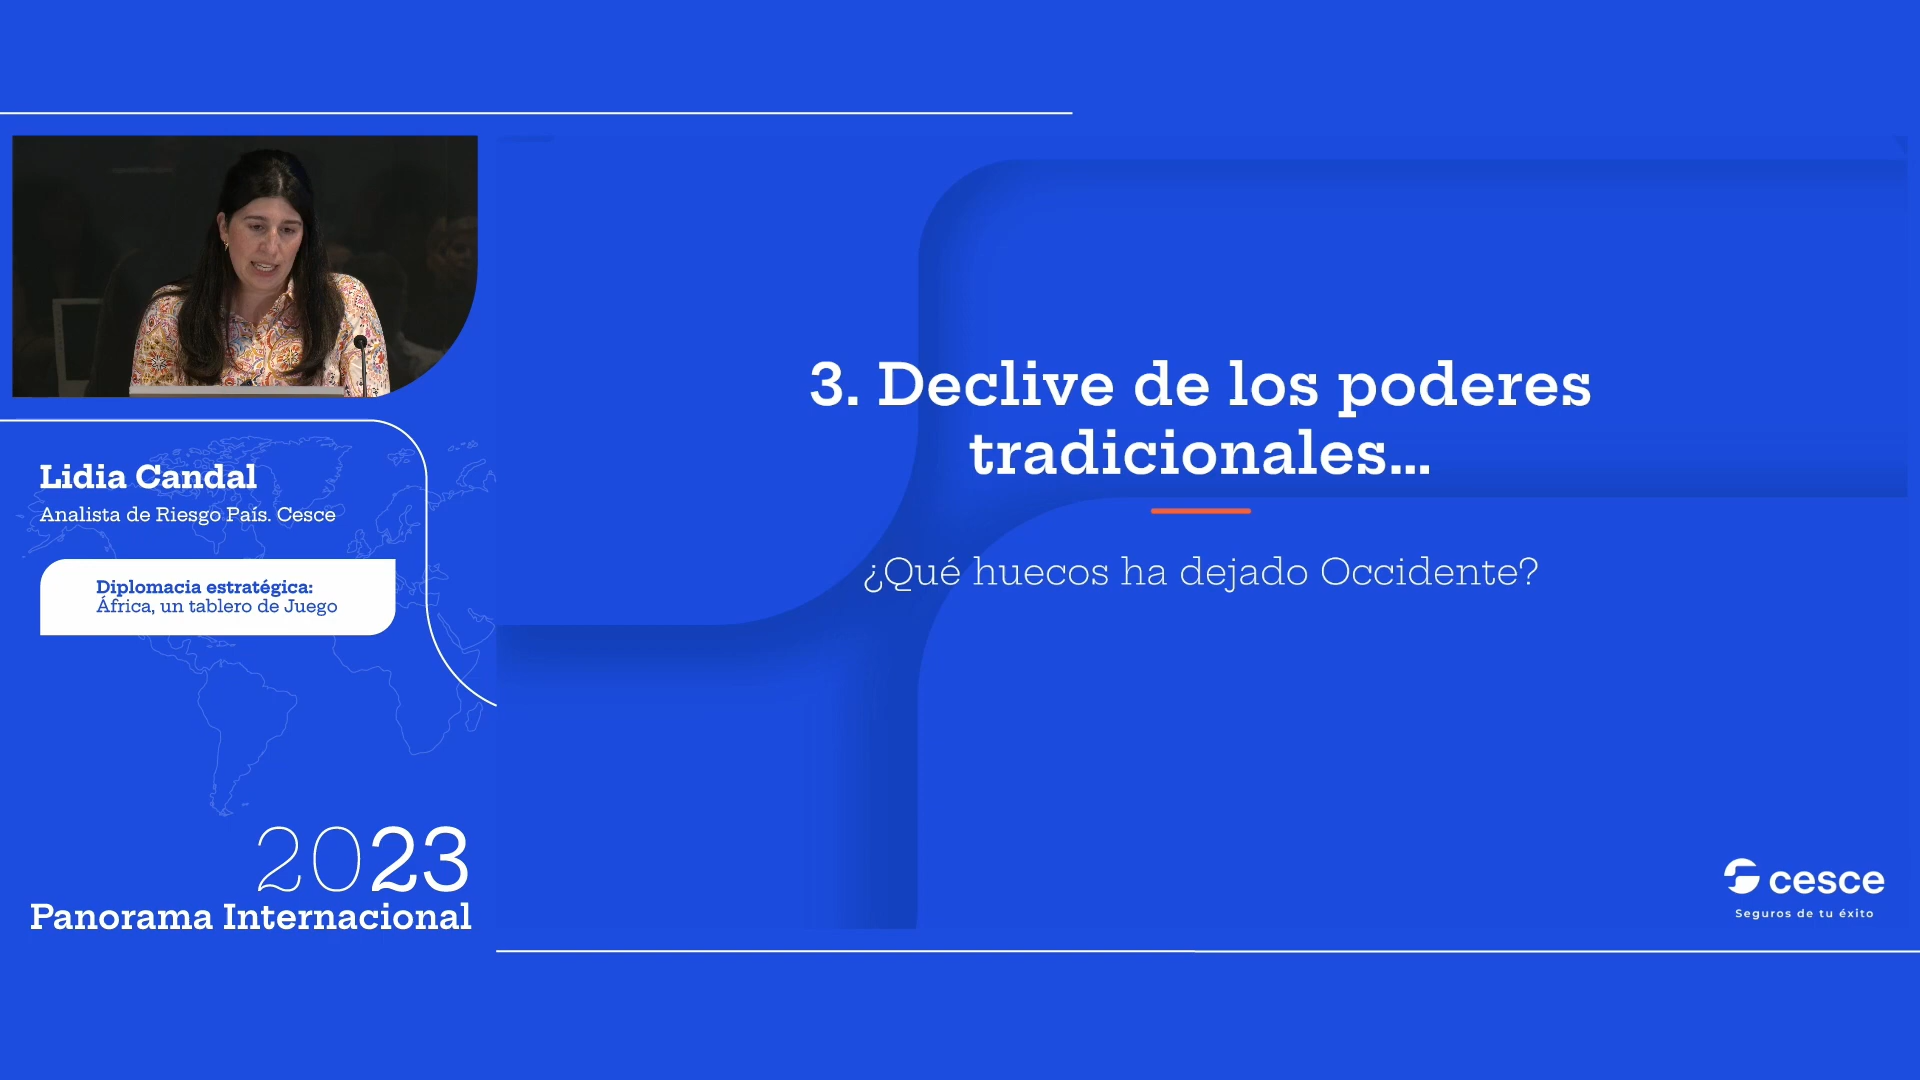 Lidia Candal
Analista de Riesgo País. Cesce
Diplomacia estratégica:
África, un tablero de Juego
2023
Panorama Internacional
3. Declive de los poderes
tradicionales...
¿Qué huecos ha dejado Occidente?
cesce
Seguros de tu éxito